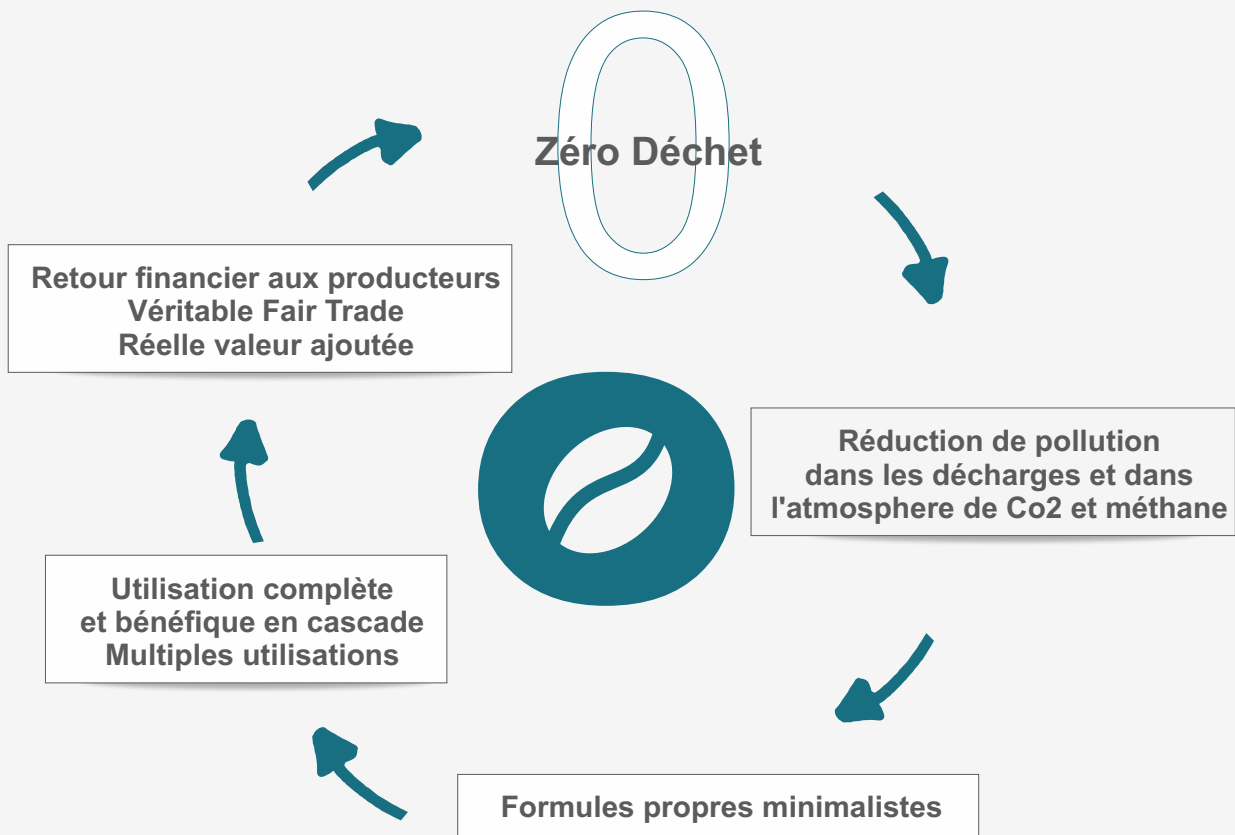 Zéro Déchet
Retour financier aux producteurs
Véritable Fair Trade
Réelle valeur ajoutée
Réduction de pollution
dans les décharges et dans
l'atmosphere de Co2 et méthane
Utilisation complète
et bénéfique en cascade
Multiples utilisations
Formules propres minimalistes